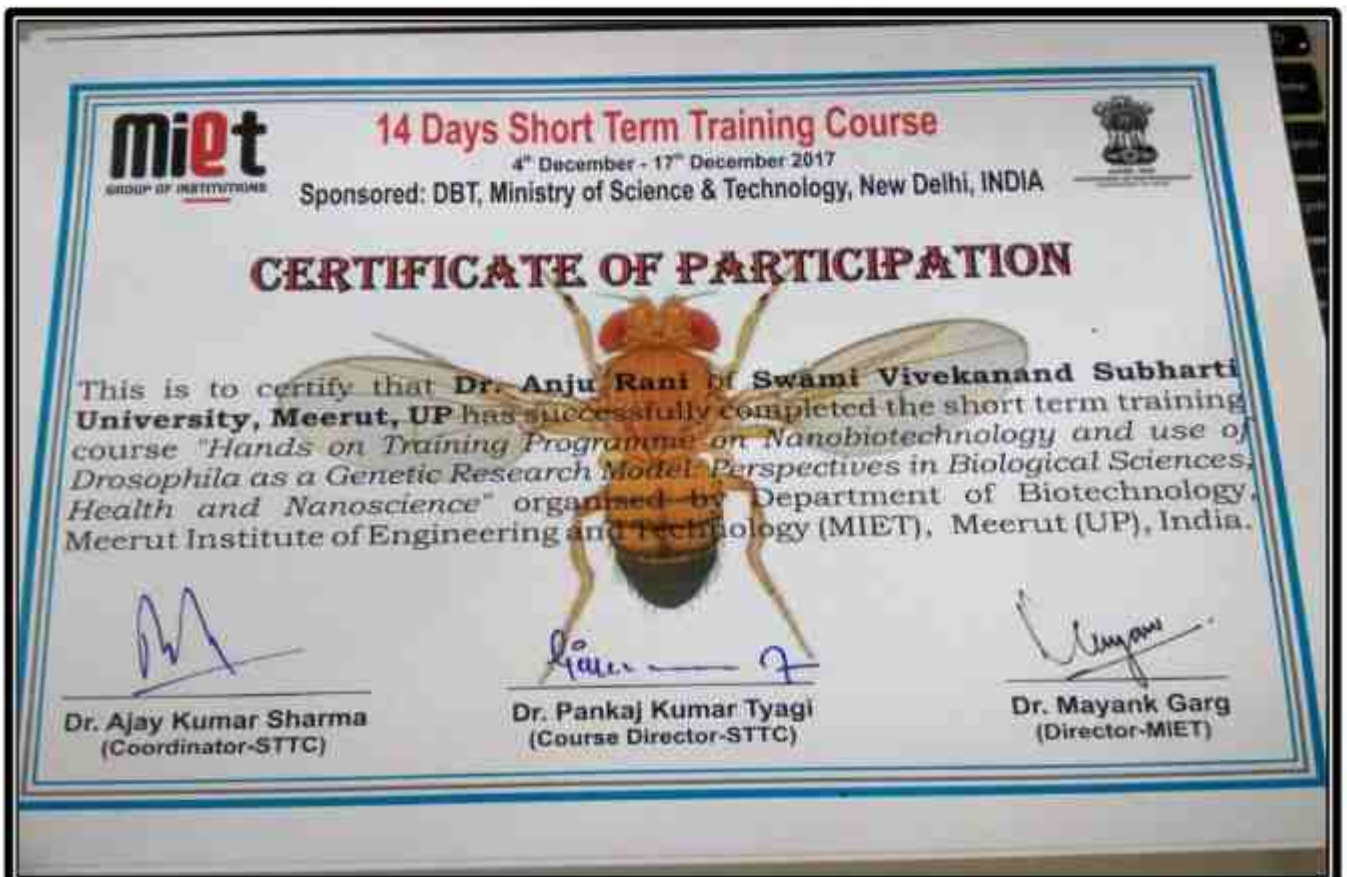 miet
GROUP OF INSTITUTIONS
14 Days Short Term Training Course
4th December - 17th December 2017
Sponsored: DBT, Ministry of Science & Technology, New Delhi, INDIA
CERTIFICATE OF PARTICIPATION
This is to certify that Dr. Anju Rani of Swami Vivekanand Subharti
University, Meerut, UP has successfully completed the short term training
course "Hands on Training Programme on Nanobiotechnology and use of
Drosophila as a Genetic Research Model: Perspectives in Biological Sciences,
Health and Nanoscience" organised by Department of Biotechnology,
Meerut Institute of Engineering and Technology (MIET), Meerut (UP), India.
Dr. Ajay Kumar Sharma
(Coordinator-STTC)
Dr. Pankaj Kumar Tyagi
(Course Director-STTC)
Dr. Mayank Garg
(Director-MIET)